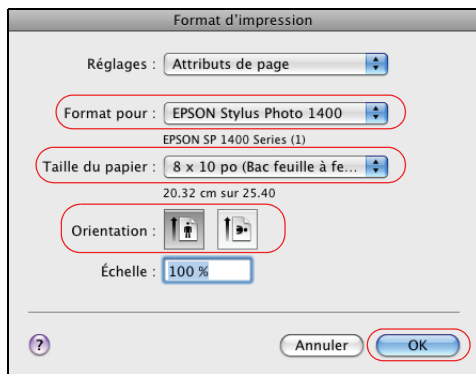 Format d'impression
Réglages : Attributs de page
Format pour : EPSON Stylus Photo 1400
EPSON SP 1400 Series (1)
Taille du papier : 8 x 10 po (Bac feuille à fe...
20.32 cm sur 25.40
Orientation :
Échelle : 100 %
? Annuler OK